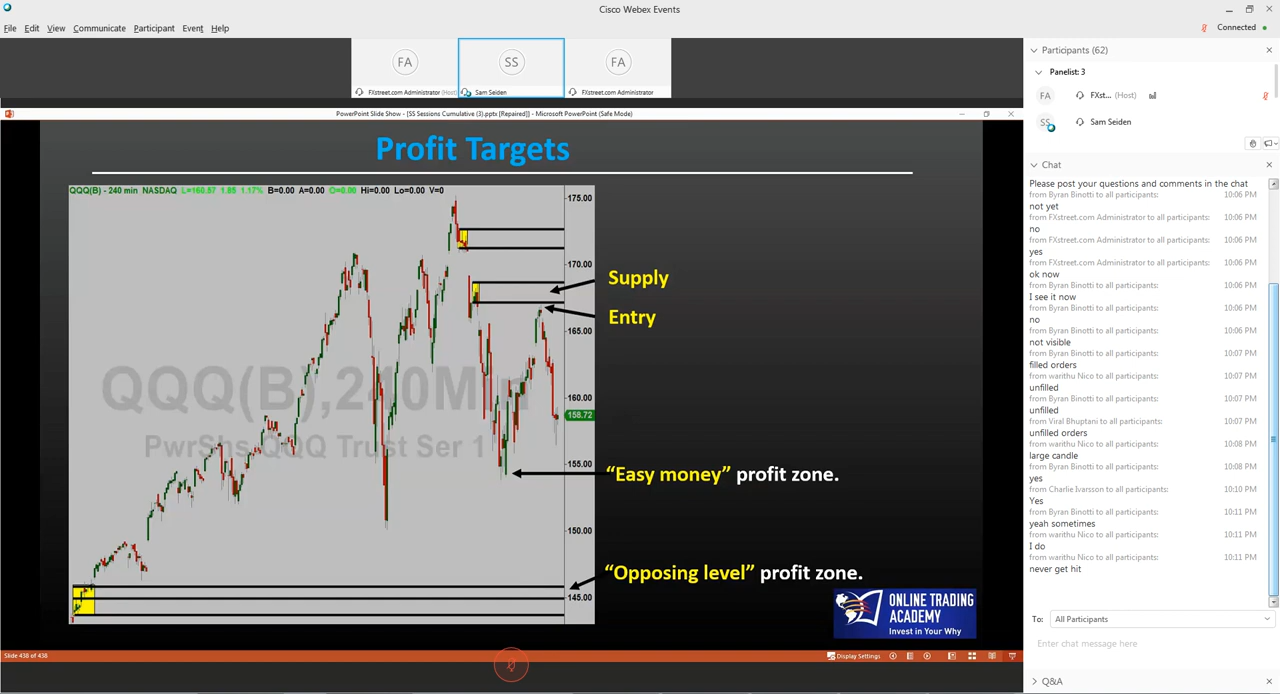 Cisco Webex Events
File Edit View Communicate Participant Event Help
Connected
FA
SS
FA
FXstreet.com Administrator (Host)
Sam Seiden
FXstreet.com Administrator
PowerPoint Slide Show - [SS Sessions Cumulative (3).pptx [Repaired]] - Microsoft PowerPoint (Safe Mode)
Profit Targets
QQQ(B) - 240 min NASDAQ L=160.57 1.85 1.17% B=0.00 A=0.00 O=0.00 Hi=0.00 Lo=0.00 V=0
175.00
170.00
165.00
160.00
158.72
155.00
150.00
145.00
QQQ(B),240Min
PwrShs QQQ Trust Ser 1
Supply
Entry
“Easy money” profit zone.
“Opposing level” profit zone.
ONLINE TRADING
ACADEMY
Invest in Your Way
Slide 438 of 438
Display Settings
Participants (62)
Panelist: 3
FA FXst... (Host)
SS Sam Seiden
Chat
Please post your questions and comments in the chat
from Byran Binotti to all participants: 10:06 PM
not yet
from FXstreet.com Administrator to all participants: 10:06 PM
no
from FXstreet.com Administrator to all participants: 10:06 PM
yes
from FXstreet.com Administrator to all participants: 10:06 PM
ok now
from Byran Binotti to all participants: 10:06 PM
I see it now
from Byran Binotti to all participants: 10:06 PM
no
from Byran Binotti to all participants: 10:06 PM
not visible
from Byran Binotti to all participants: 10:07 PM
filled orders
from warithu Nico to all participants: 10:07 PM
unfilled
from Byran Binotti to all participants: 10:07 PM
unfilled
from Viral Bhuptani to all participants: 10:07 PM
unfilled orders
from warithu Nico to all participants: 10:08 PM
large candle
from Byran Binotti to all participants: 10:08 PM
yes
from Charlie.Ivarsson to all participants: 10:10 PM
Yes
from Byran Binotti to all participants: 10:11 PM
yeah sometimes
from warithu Nico to all participants: 10:11 PM
I do
from warithu Nico to all participants: 10:11 PM
never get hit
To: All Participants
Enter chat message here
Q&A